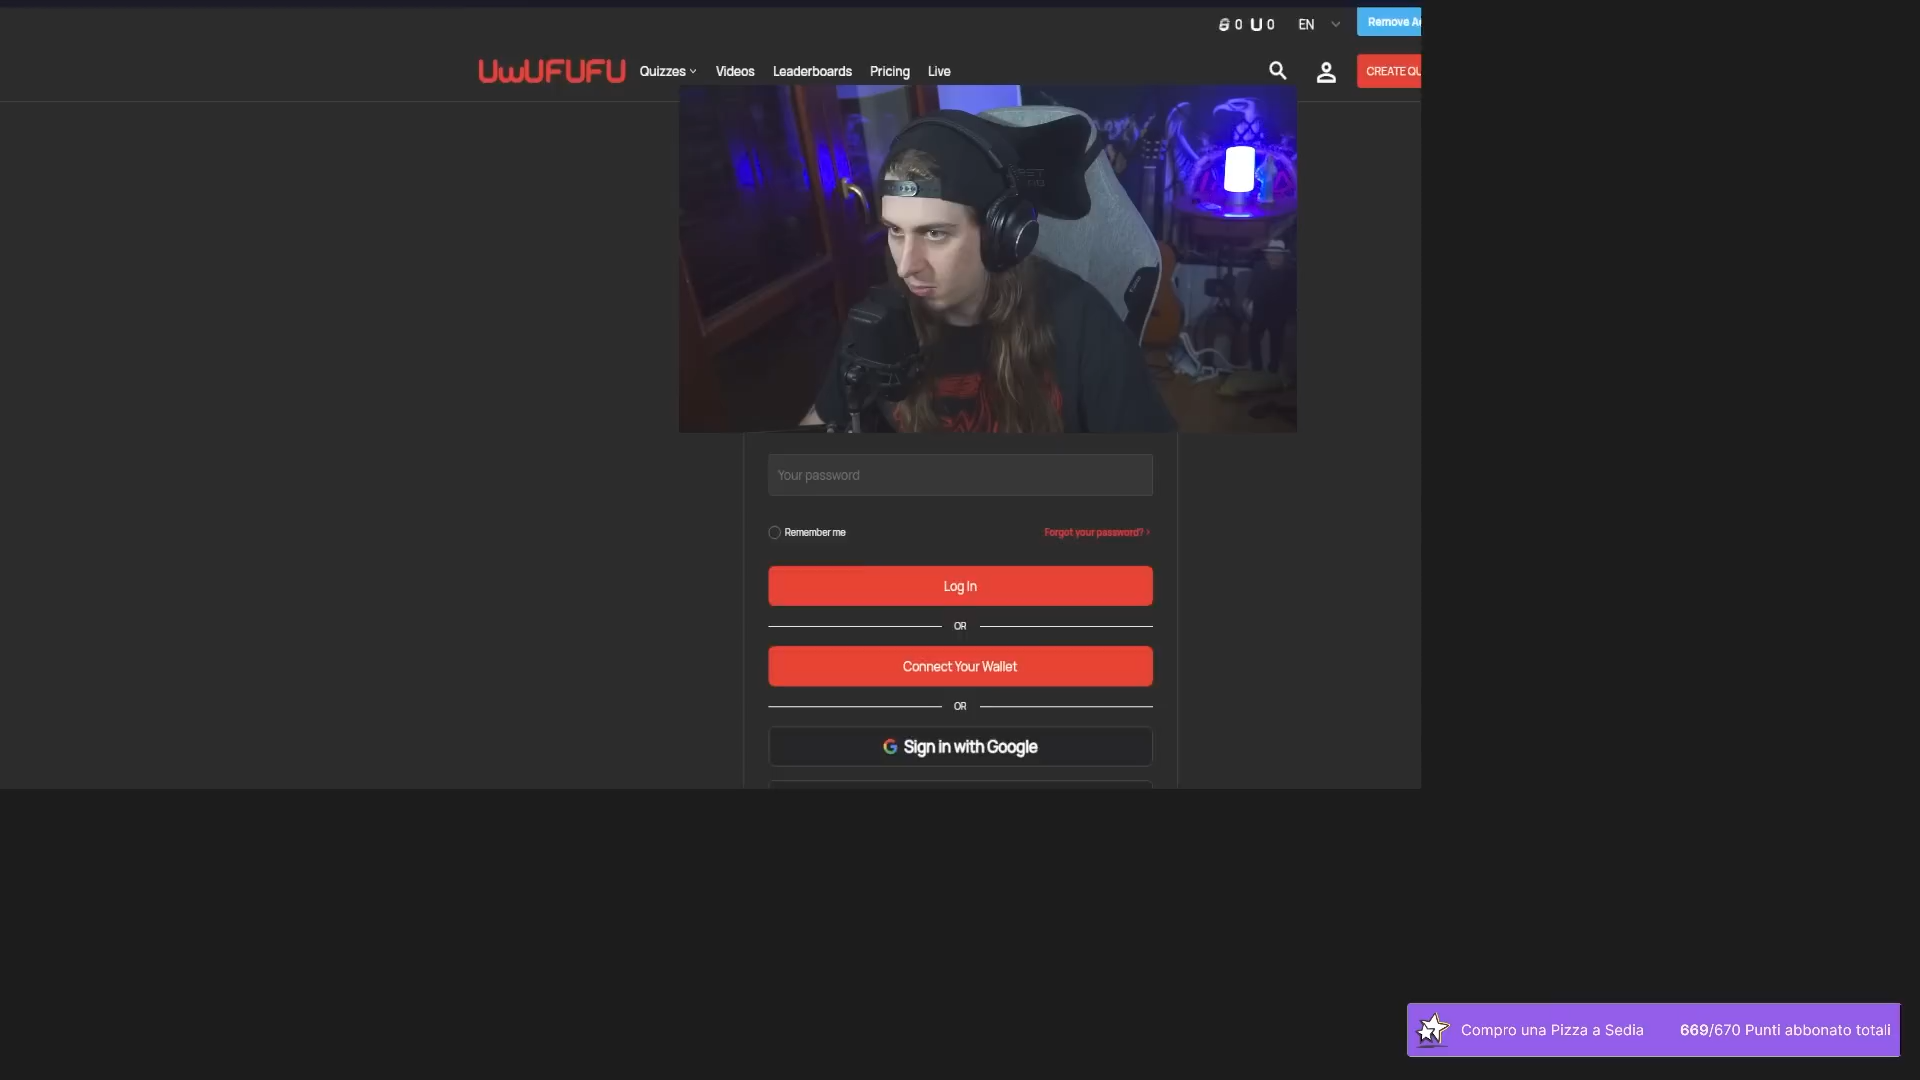 0 0 EN Remove A
UwUFUFU Quizzes Videos Leaderboards Pricing Live CREATE QU
Your password
Remember me Forgot your password? ›
Log In
OR
Connect Your Wallet
OR
Sign in with Google
Compro una Pizza a Sedia 669/670 Punti abbonato totali